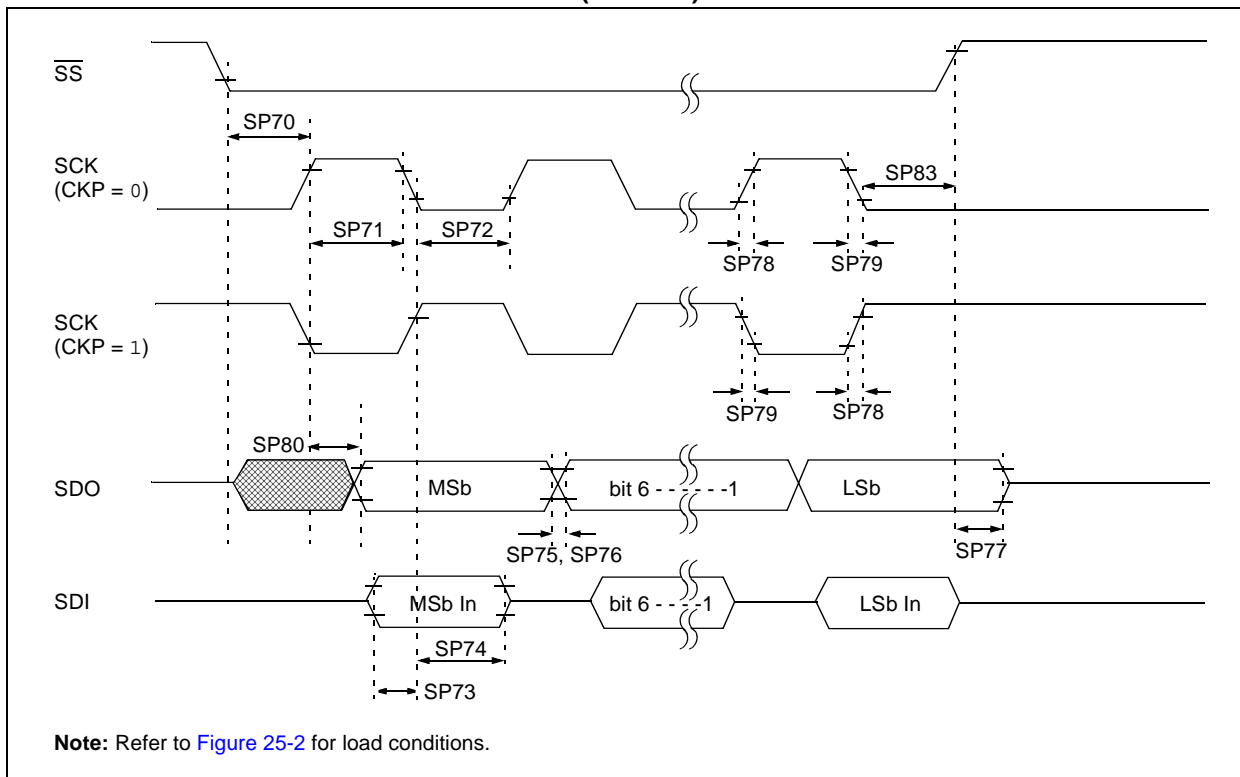 SS
SP70
SCK
(CKP = 0)
SP83
SP71
SP72
SP78
SP79
SCK
(CKP = 1)
SP79
SP78
SP80
SDO
MSb
bit 6 - - - - - -1
LSb
SP75, SP76
SP77
SDI
MSb In
bit 6 - - - -1
LSb In
SP74
SP73
Note: Refer to Figure 25-2 for load conditions.